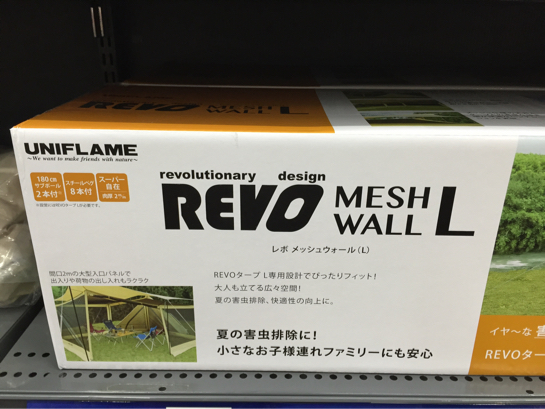 REVO MESH WALL L
UNIFLAME
~We want to make friends with nature~
180cm サブポール 2本付
スチールペグ 8本付
スーパー 自在
revolutionary design
REVO MESH WALL L
レボ メッシュウォール(L)
間口2mの大型入口パネルで
出入りや荷物の出し入れもラクラク
REVOタープ L専用設計でぴったりフィット!
大人も立てる広々空間!
夏の害虫排除、快適性の向上に。
夏の害虫排除に!
小さなお子様連れファミリーにも安心
イヤ〜な
REVOター